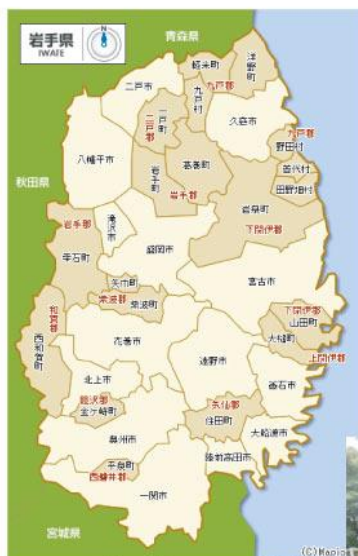 岩手県
IWATE
青森県
洋野町
軽米町
二戸市
九戸村
九戸郡
一戸町
二戸郡
久慈市
九戸郡
野田村
普代村
田野畑村
八幡平市
葛巻町
岩手町
岩手郡
岩泉町
下閉伊郡
秋田県
岩手郡
滝沢市
雫石町
盛岡市
宮古市
矢巾町
紫波郡
紫波町
和賀郡
西和賀町
下閉伊郡
山田町
大槌町
上閉伊郡
花巻市
遠野市
釜石市
北上市
胆沢郡
金ケ崎町
気仙郡
住田町
大船渡市
奥州市
平泉町
西磐井郡
陸前高田市
一関市
宮城県